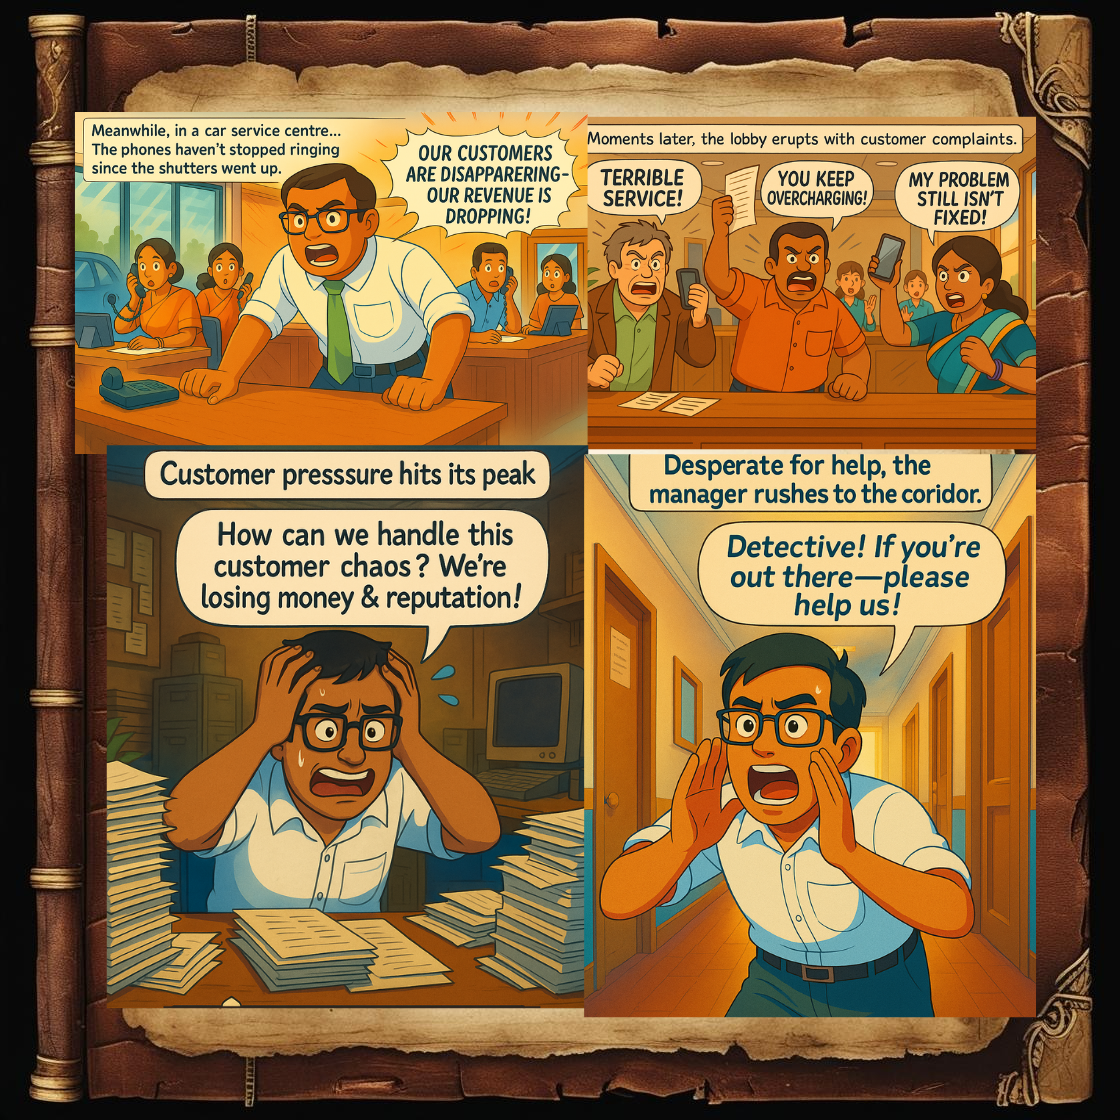 Meanwhile, in a car service centre...
The phones haven't stopped ringing
since the shutters went up.
OUR CUSTOMERS
ARE DISAPPARERING-
OUR REVENUE IS
DROPPING!
Moments later, the lobby erupts with customer complaints.
TERRIBLE
SERVICE!
YOU KEEP
OVERCHARGING!
MY PROBLEM
STILL ISN'T
FIXED!
Customer presssure hits its peak
How can we handle this
customer chaos? We're
losing money & reputation!
Desperate for help, the
manager rushes to the coridor.
Detective! If you're
out there—please
help us!